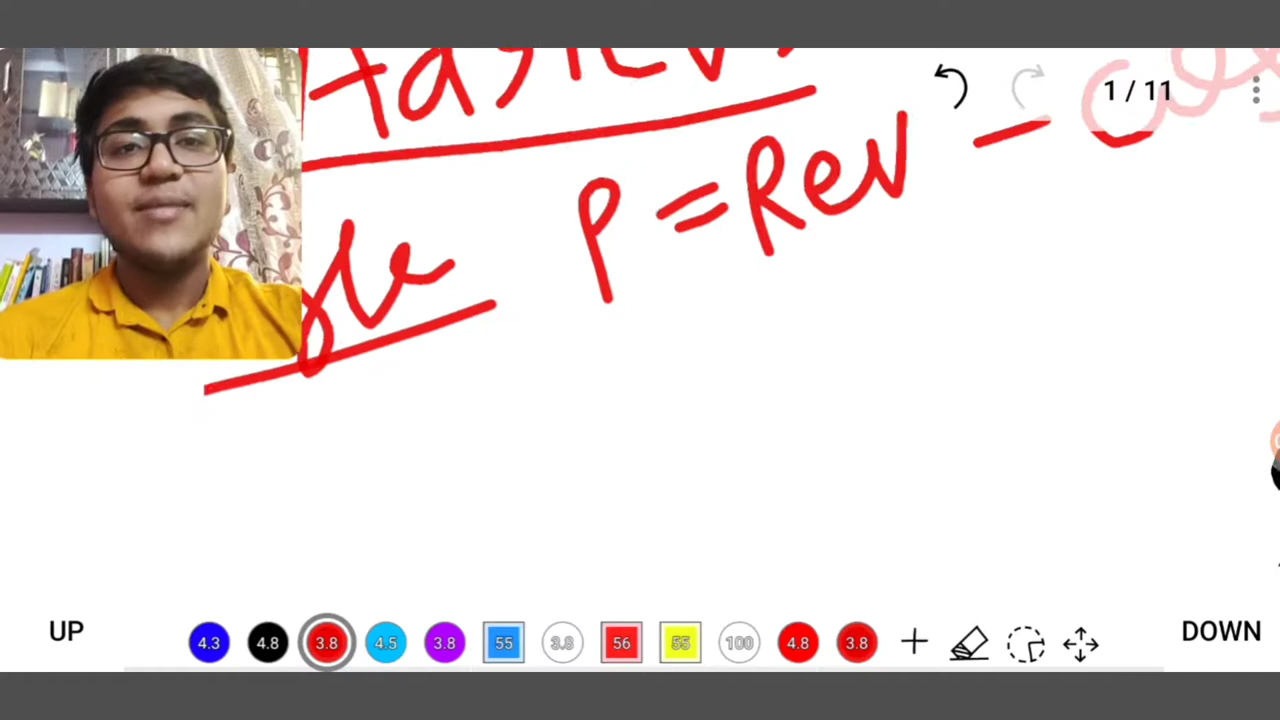 1 / 11
P = Rev -
UP
4.3 4.8 3.8 4.5 3.8 55 3.8 56 55 100 4.8 3.8
DOWN